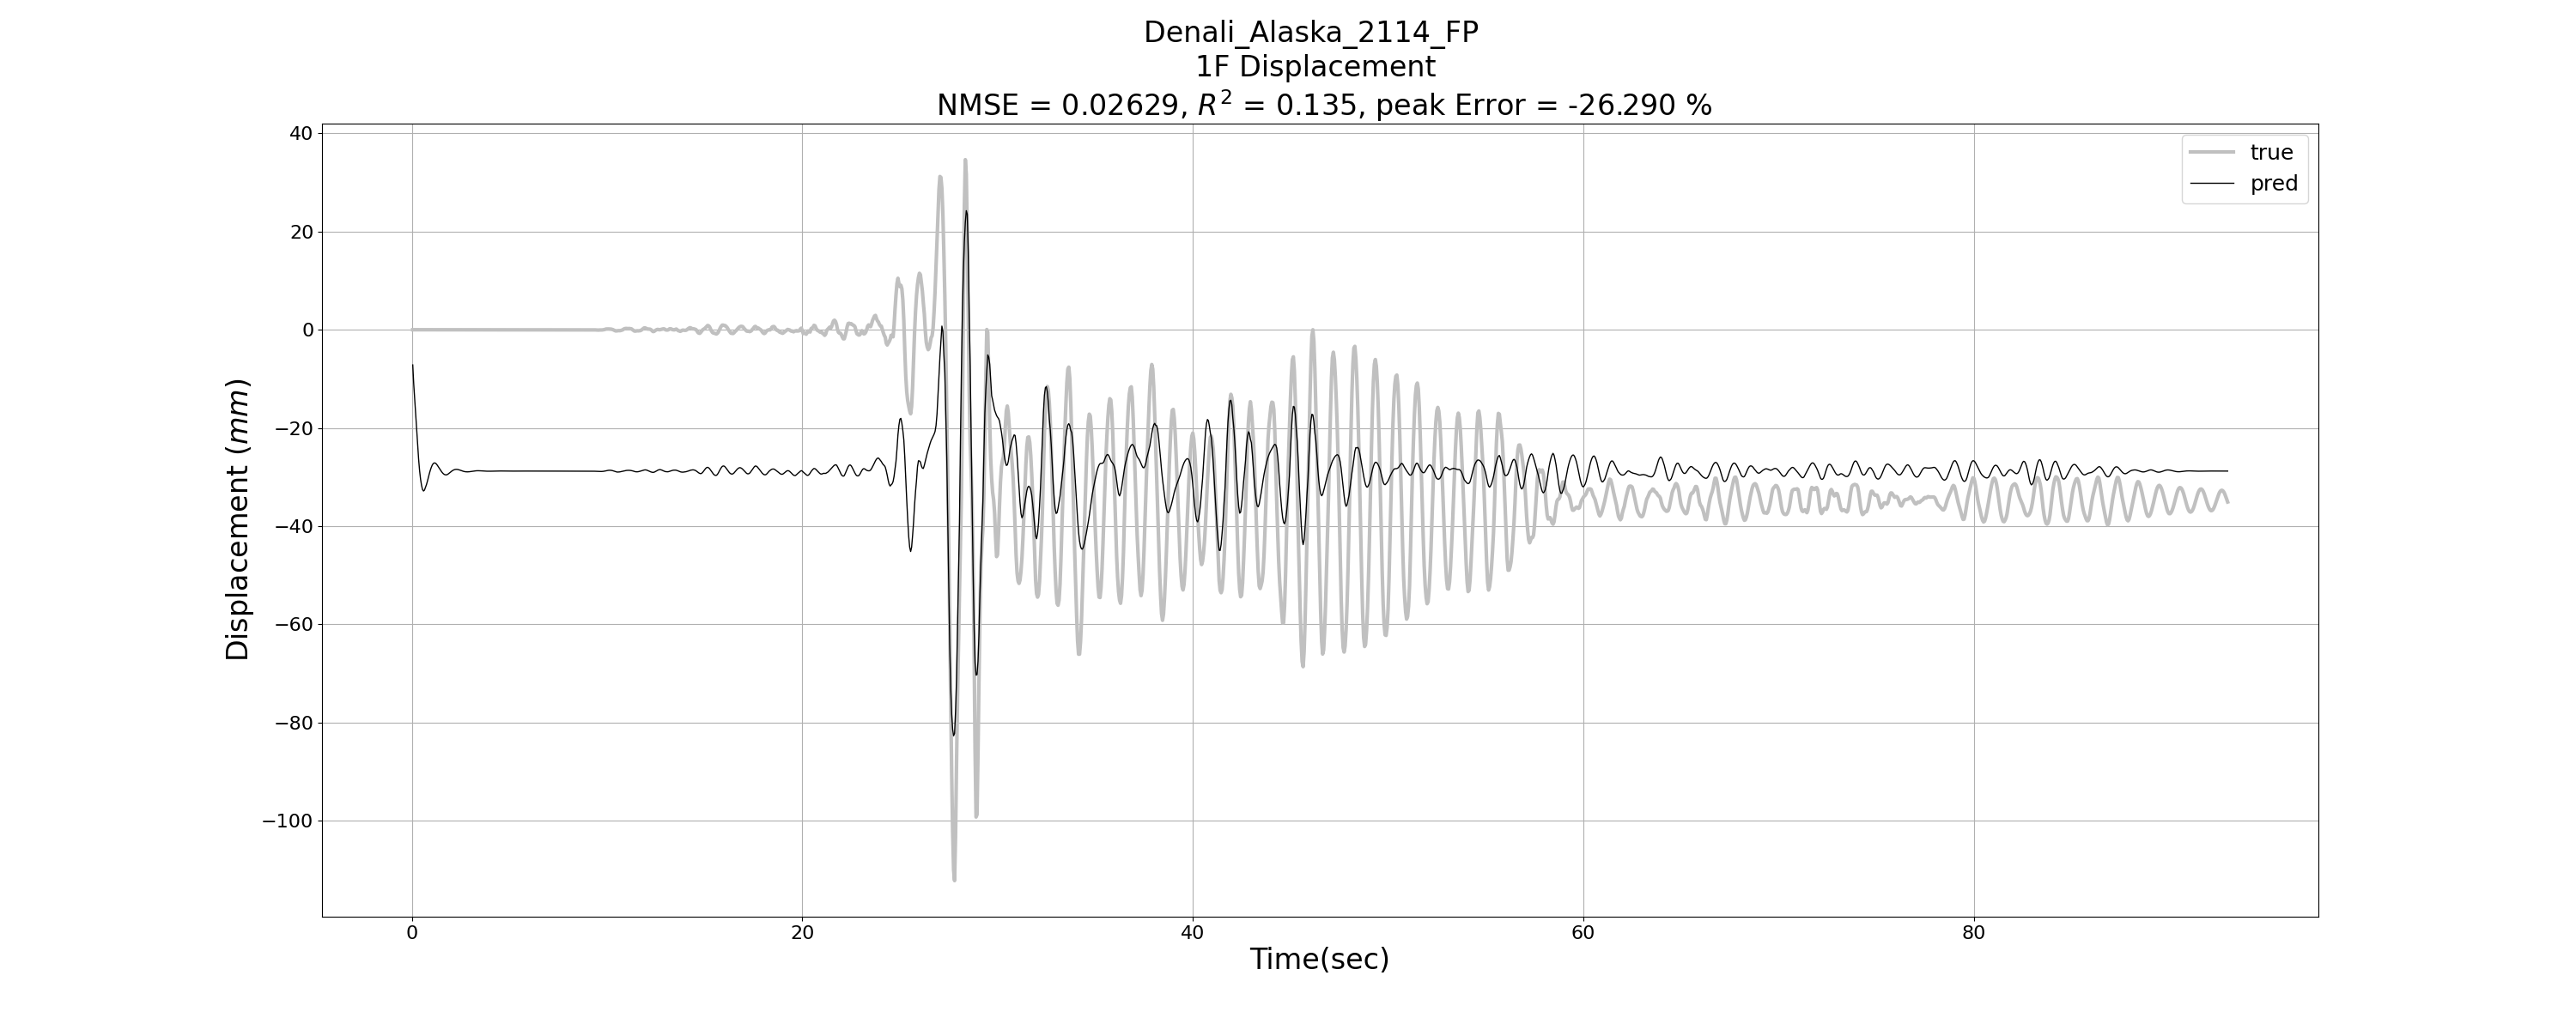 Denali_Alaska_2114_FP
1F Displacement
NMSE = 0.02629, R² = 0.135, peak Error = -26.290 %
true
pred
40
20
0
−20
−40
−60
−80
−100
Displacement (mm)
0 20 40 60 80
Time(sec)